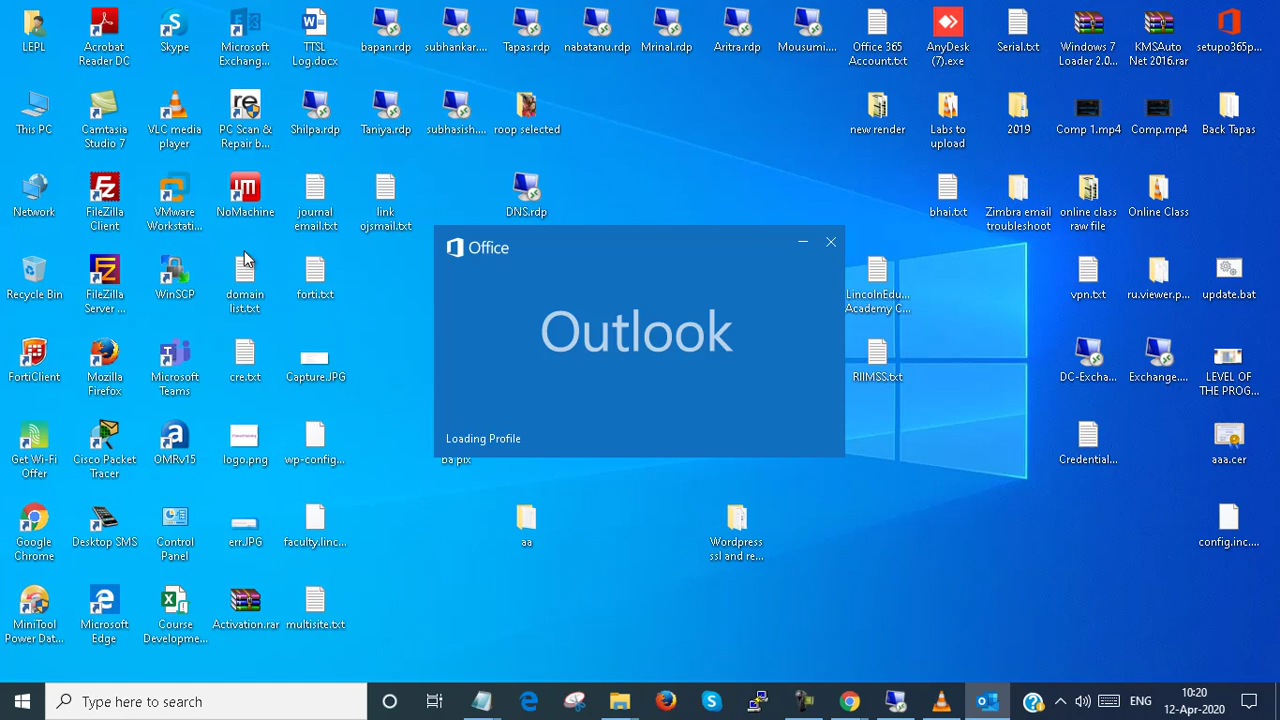 LEPL
Acrobat
Reader DC
Skype
Microsoft
Exchang...
TTSL
Log.docx
bapan.rdp
subhankar....
Tapas.rdp
nabatanu.rdp
Mrinal.rdp
Aritra.rdp
Mousumi....
Office 365
Account.txt
AnyDesk
(7).exe
Serial.txt
Windows 7
Loader 2.0...
KMSAuto
Net 2016.rar
setupo365p...
This PC
Camtasia
Studio 7
VLC media
player
PC Scan &
Repair b...
Shilpa.rdp
Taniya.rdp
subhasish....
roop selected
new render
Labs to
upload
2019
Comp 1.mp4
Comp.mp4
Back Tapas
Network
FileZilla
Client
VMware
Workstati...
NoMachine
journal
email.txt
link
ojsmail.txt
DNS.rdp
bhai.txt
Zimbra email
troubleshoot
online class
raw file
Online Class
Office
Outlook
Loading Profile
Recycle Bin
FileZilla
Server ...
WinSCP
domain
list.txt
forti.txt
LincolnEdu...
Academy C...
vpn.txt
ru.viewer.p...
update.bat
FortiClient
Mozilla
Firefox
Microsoft
Teams
cre.txt
Capture.JPG
RIIMSS.txt
DC-Excha...
Exchange....
LEVEL OF
THE PROG...
Get Wi-Fi
Offer
Cisco Packet
Tracer
OMRv15
logo.png
wp-config...
ba pix
Credential...
aaa.cer
Google
Chrome
Desktop SMS
Control
Panel
err.JPG
faculty.linc...
aa
Wordpress
ssl and re...
config.inc....
MiniTool
Power Dat...
Microsoft
Edge
Course
Developme...
Activation.rar
multisite.txt
Type here to search
ENG
10:20
12-Apr-2020